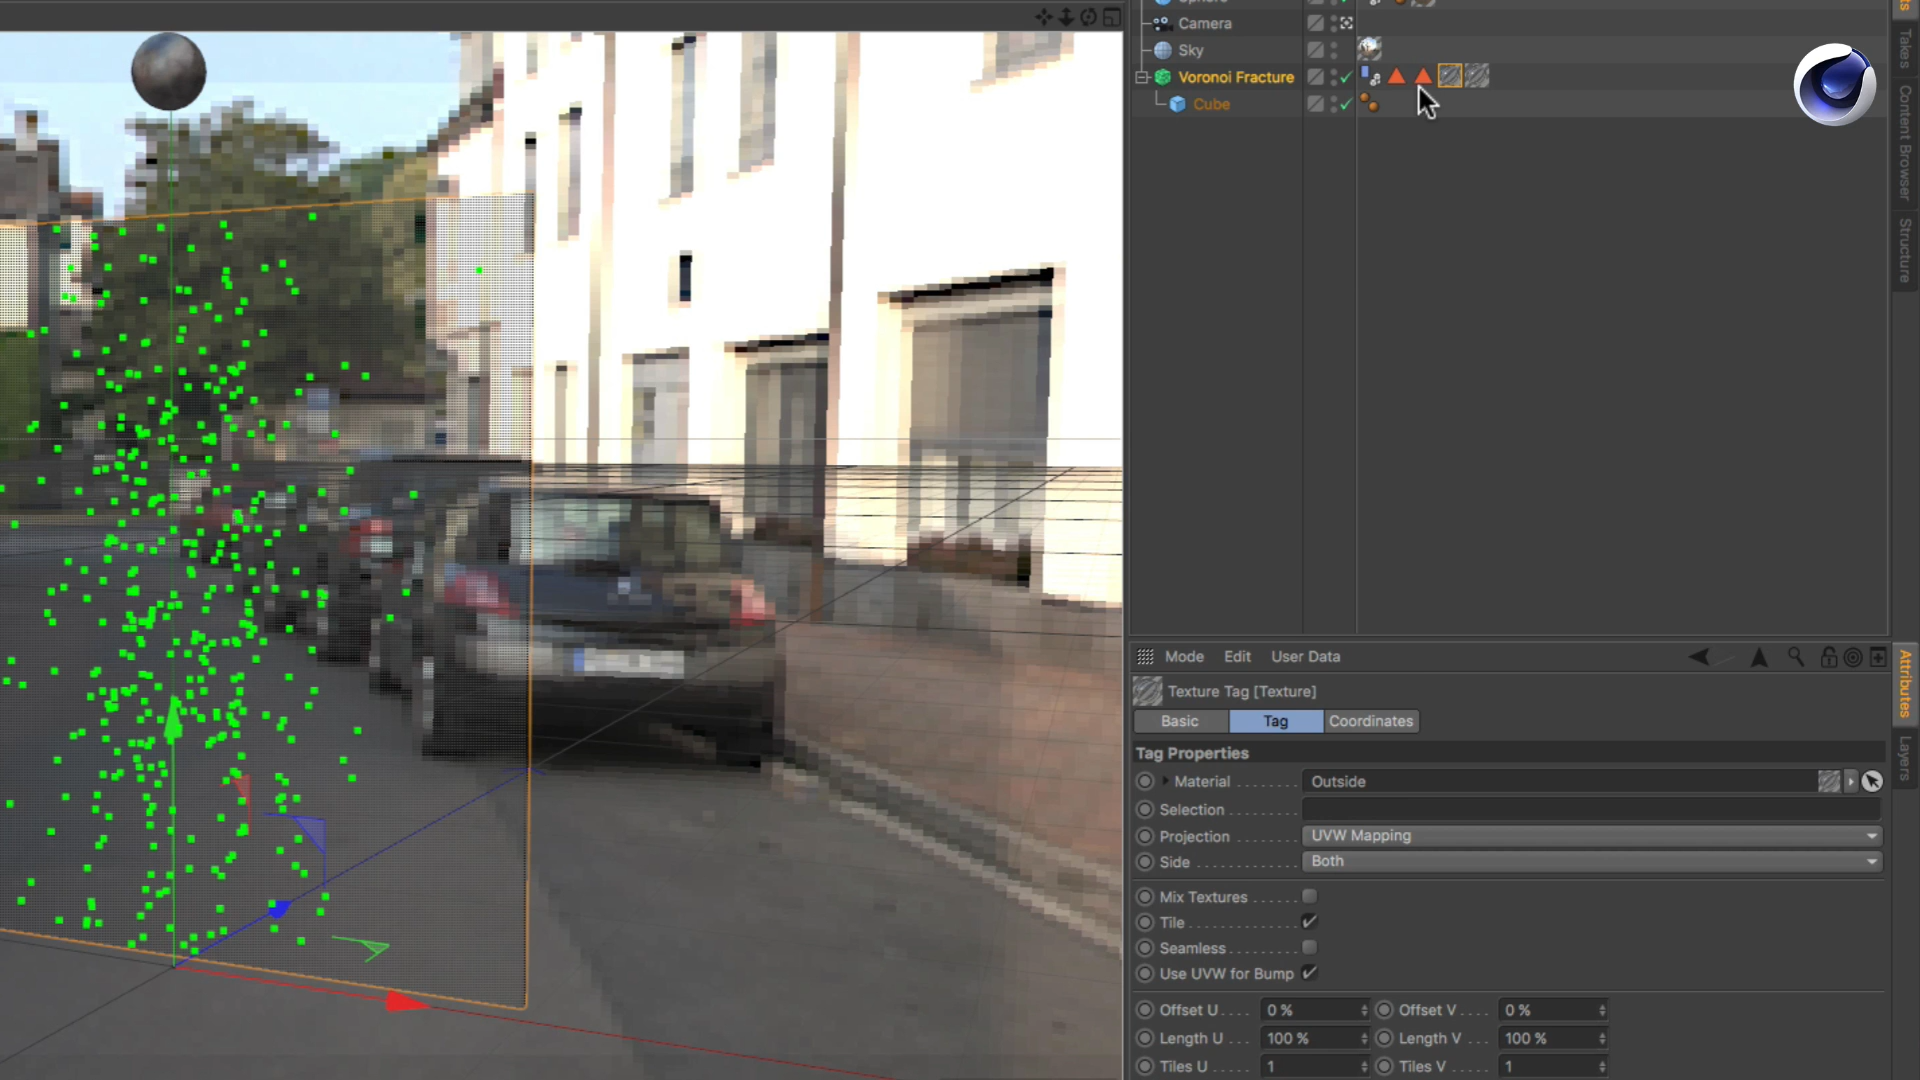 Camera
Sky
Voronoi Fracture
Cube
Takes
Content Browser
Structure
Mode Edit User Data
Texture Tag [Texture]
Basic Tag Coordinates
Tag Properties
Material Outside
Selection
Projection UVW Mapping
Side Both
Mix Textures
Tile
Seamless
Use UVW for Bump
Offset U 0 % Offset V 0 %
Length U 100 % Length V 100 %
Tiles U 1 Tiles V 1
Attributes
Layers